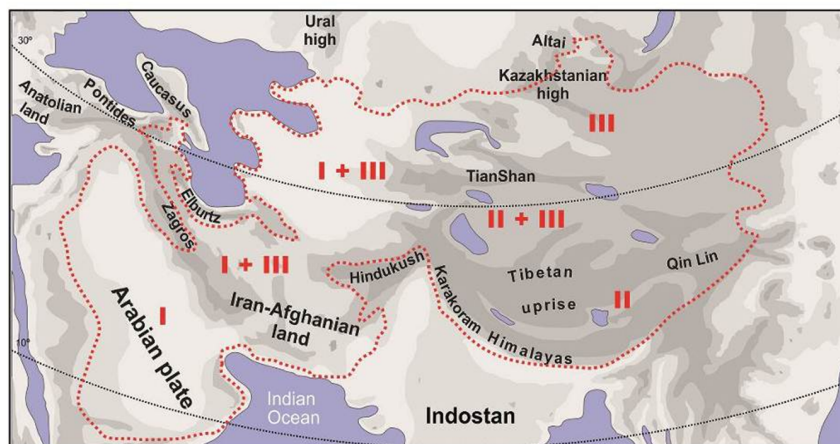 Ural
high
Altai
30°
Caucasus
Pontides
Kazakhstanian
high
Anatolian
land
III
I + III
TianShan
Elburtz
II + III
Zagros
I + III
Hindukush
Qin Lin
Tibetan
uprise
Iran-Afghanian
land
I
II
Arabian plate
Karakoram
Himalayas
10°
Indian
Ocean
Indostan